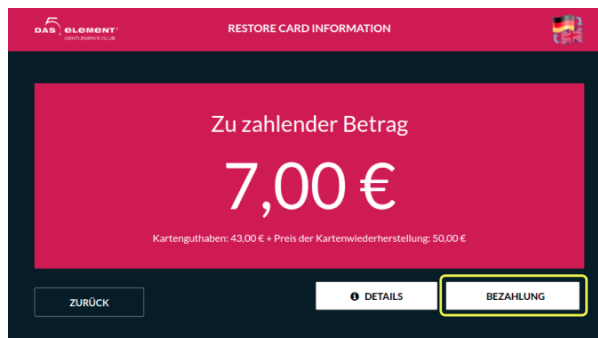 5
DAS element
GENTLEMEN'S CLUB
RESTORE CARD INFORMATION
Zu zahlender Betrag
7,00 €
Kartenguthaben: 43,00 € + Preis der Kartenwiederherstellung: 50,00 €
ZURÜCK
DETAILS
BEZAHLUNG